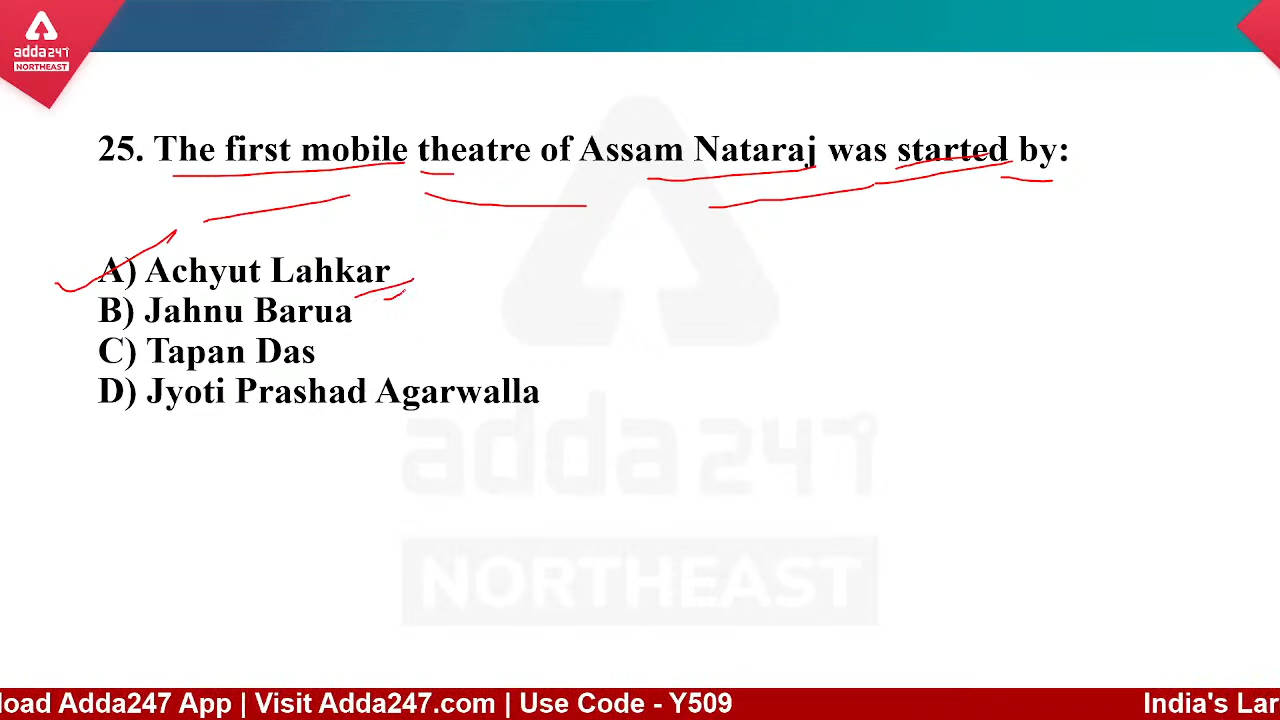 adda247
NORTHEAST
25. The first mobile theatre of Assam Nataraj was started by:
A) Achyut Lahkar
B) Jahnu Barua
C) Tapan Das
D) Jyoti Prashad Agarwalla
adda247
NORTHEAST
load Adda247 App | Visit Adda247.com | Use Code - Y509
India's Lar